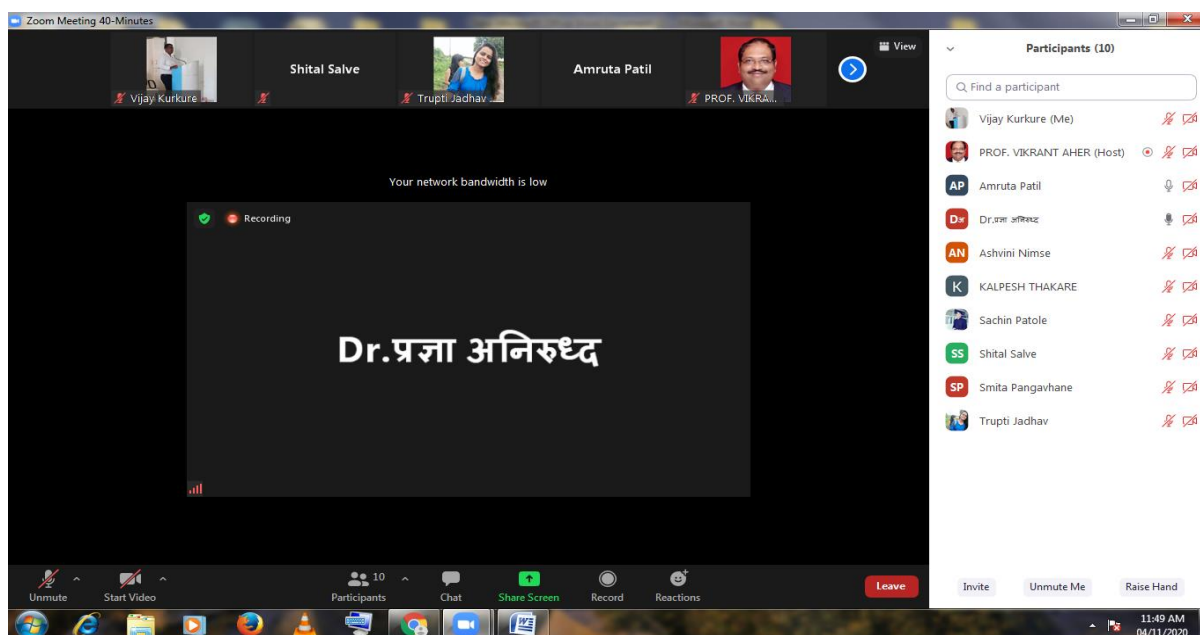 Zoom Meeting 40-Minutes
Vijay Kurkure
Shital Salve
Trupti Jadhav
Amruta Patil
PROF. VIKRA...
View
Your network bandwidth is low
Recording
Dr.प्रज्ञा अनिरुध्द
Participants (10)
Find a participant
Vijay Kurkure (Me)
PROF. VIKRANT AHER (Host)
AP Amruta Patil
Dअ Dr.प्रज्ञा अनिरुध्द
AN Ashvini Nimse
K KALPESH THAKARE
Sachin Patole
SS Shital Salve
SP Smita Pangavhane
Trupti Jadhav
Unmute
Start Video
10
Participants
Chat
Share Screen
Record
Reactions
Leave
Invite
Unmute Me
Raise Hand
11:49 AM
04/11/2020